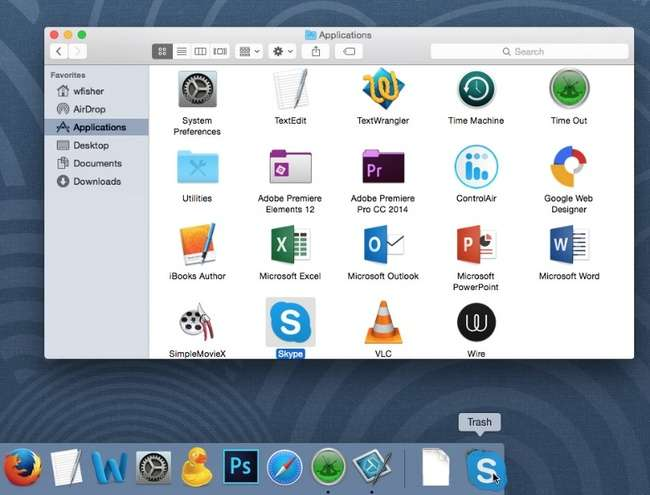 Applications
Search
Favorites
wfisher
AirDrop
Applications
Desktop
Documents
Downloads
System
Preferences
TextEdit
TextWrangler
Time Machine
Time Out
Utilities
Adobe Premiere
Elements 12
Pr
Adobe Premiere
Pro CC 2014
ControlAir
Google Web
Designer
iBooks Author
X
Microsoft Excel
O
Microsoft Outlook
P
Microsoft
PowerPoint
W
Microsoft Word
SimpleMovieX
S
Skype
VLC
W
Wire
Trash
W
Ps
S